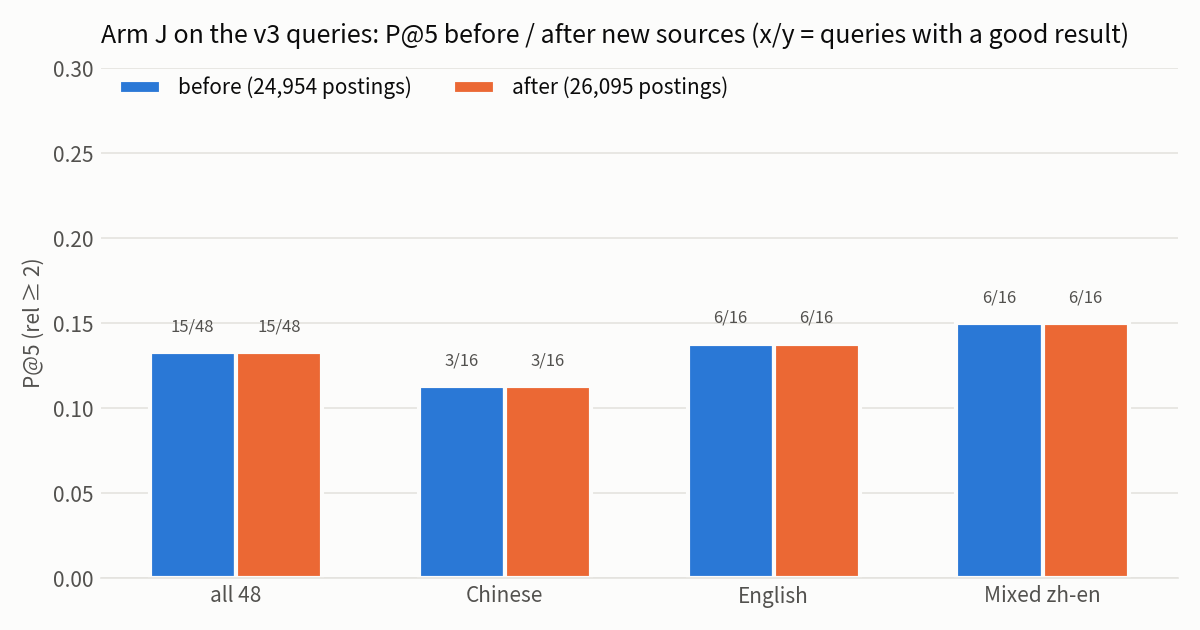 Arm J on the v3 queries: P@5 before / after new sources (x/y = queries with a good result)
before (24,954 postings)
after (26,095 postings)
P@5 (rel ≥ 2)
0.30
0.25
0.20
0.15
0.10
0.05
0.00
15/48
15/48
3/16
3/16
6/16
6/16
6/16
6/16
all 48
Chinese
English
Mixed zh-en